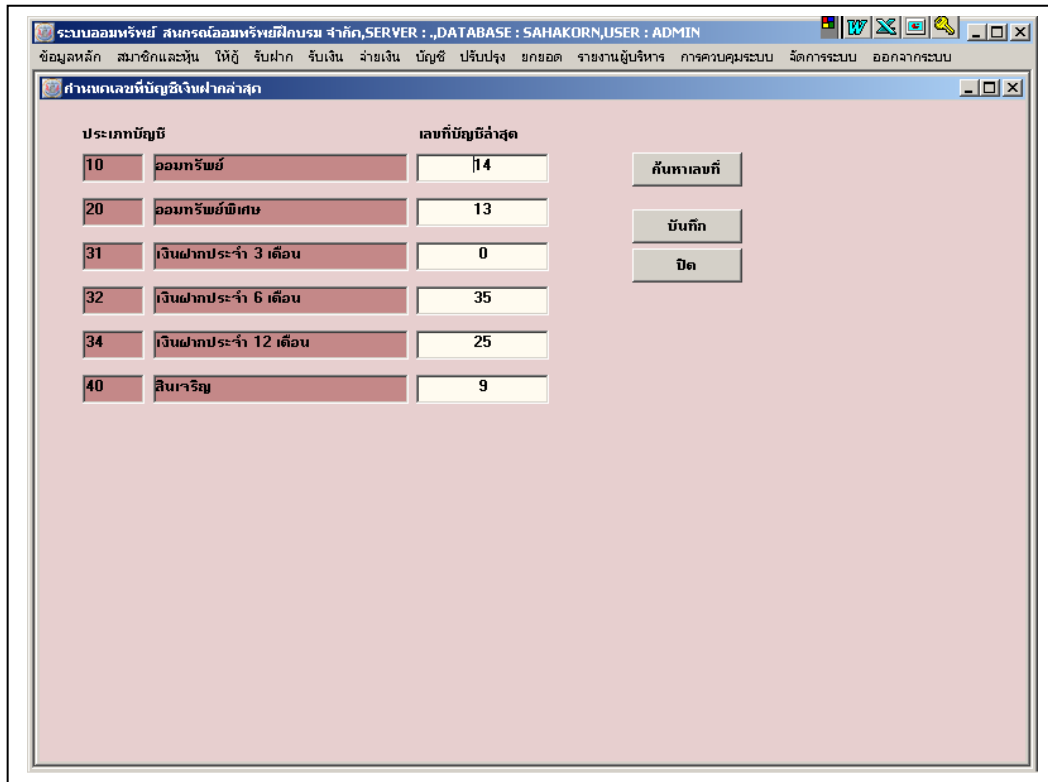 ระบบออมทรัพย์ สหกรณ์ออมทรัพย์ฝึกบรม จำกัด,SERVER : .,DATABASE : SAHAKORN,USER : ADMIN
ข้อมูลหลัก สมาชิกและหุ้น ให้กู้ รับฝาก รับเงิน จ่ายเงิน บัญชี ปรับปรุง ยกยอด รายงานผู้บริหาร การควบคุมระบบ จัดการระบบ ออกจากระบบ
กำหนดเลขที่บัญชีเงินฝากล่าสุด
ประเภทบัญชี เลขที่บัญชีล่าสุด
10 ออมทรัพย์ 14 ค้นหาเลขที่
20 ออมทรัพย์พิเศษ 13 บันทึก
31 เงินฝากประจำ 3 เดือน 0 ปิด
32 เงินฝากประจำ 6 เดือน 35
34 เงินฝากประจำ 12 เดือน 25
40 สินเจริญ 9